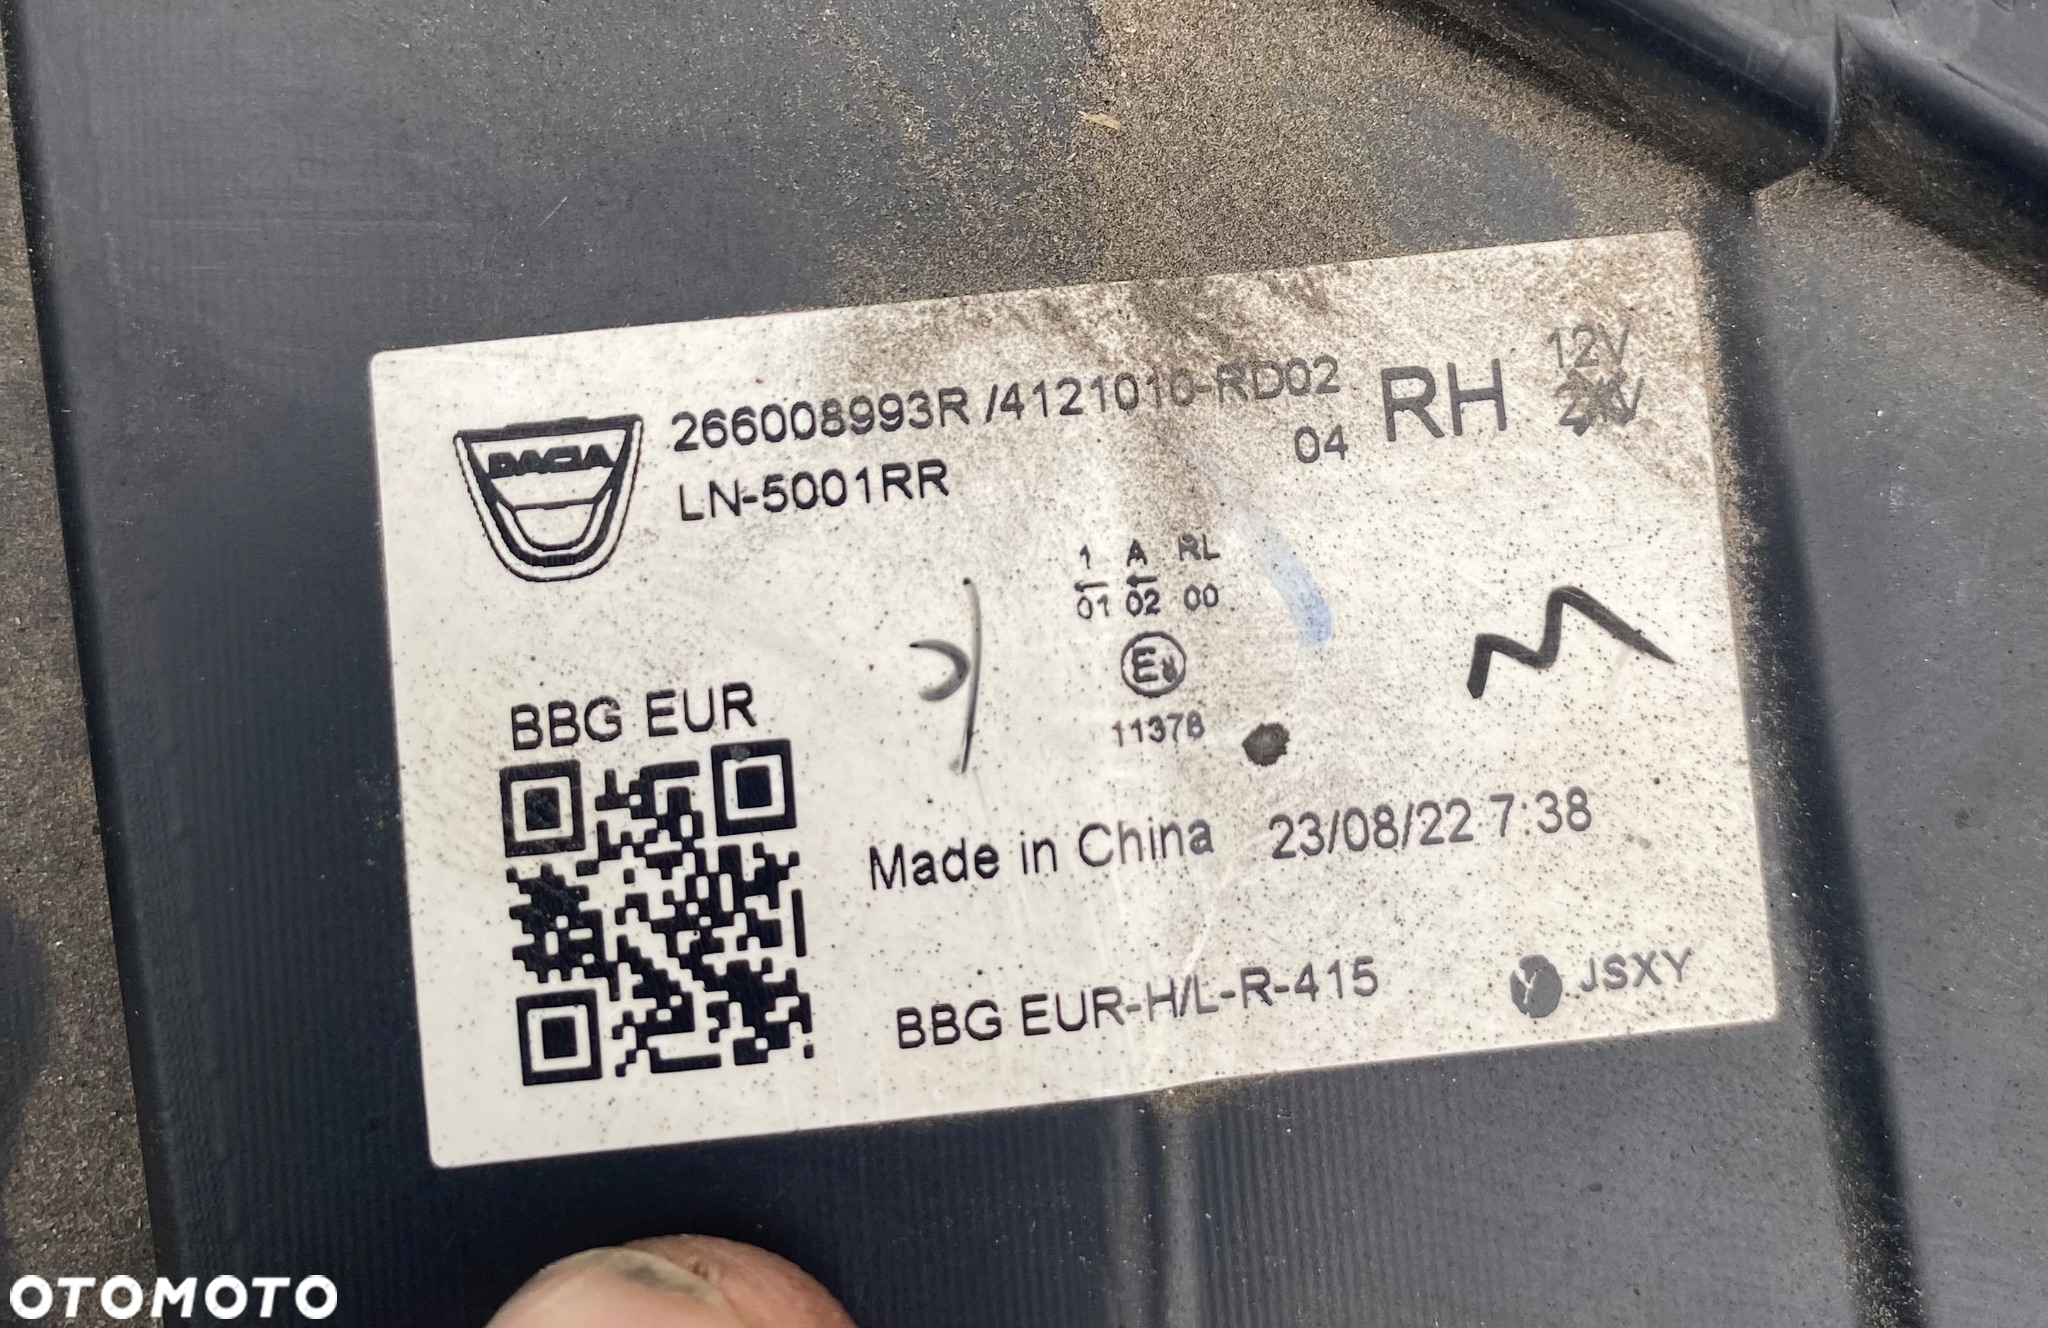 DACIA
266008993R /4121010-RD02
LN-5001RR
04
RH
12V
1 A RL
01 02 00
E
11378
BBG EUR
Made in China 23/08/22 7:38
BBG EUR-H/L-R-415
JSXY
OTOMOTO